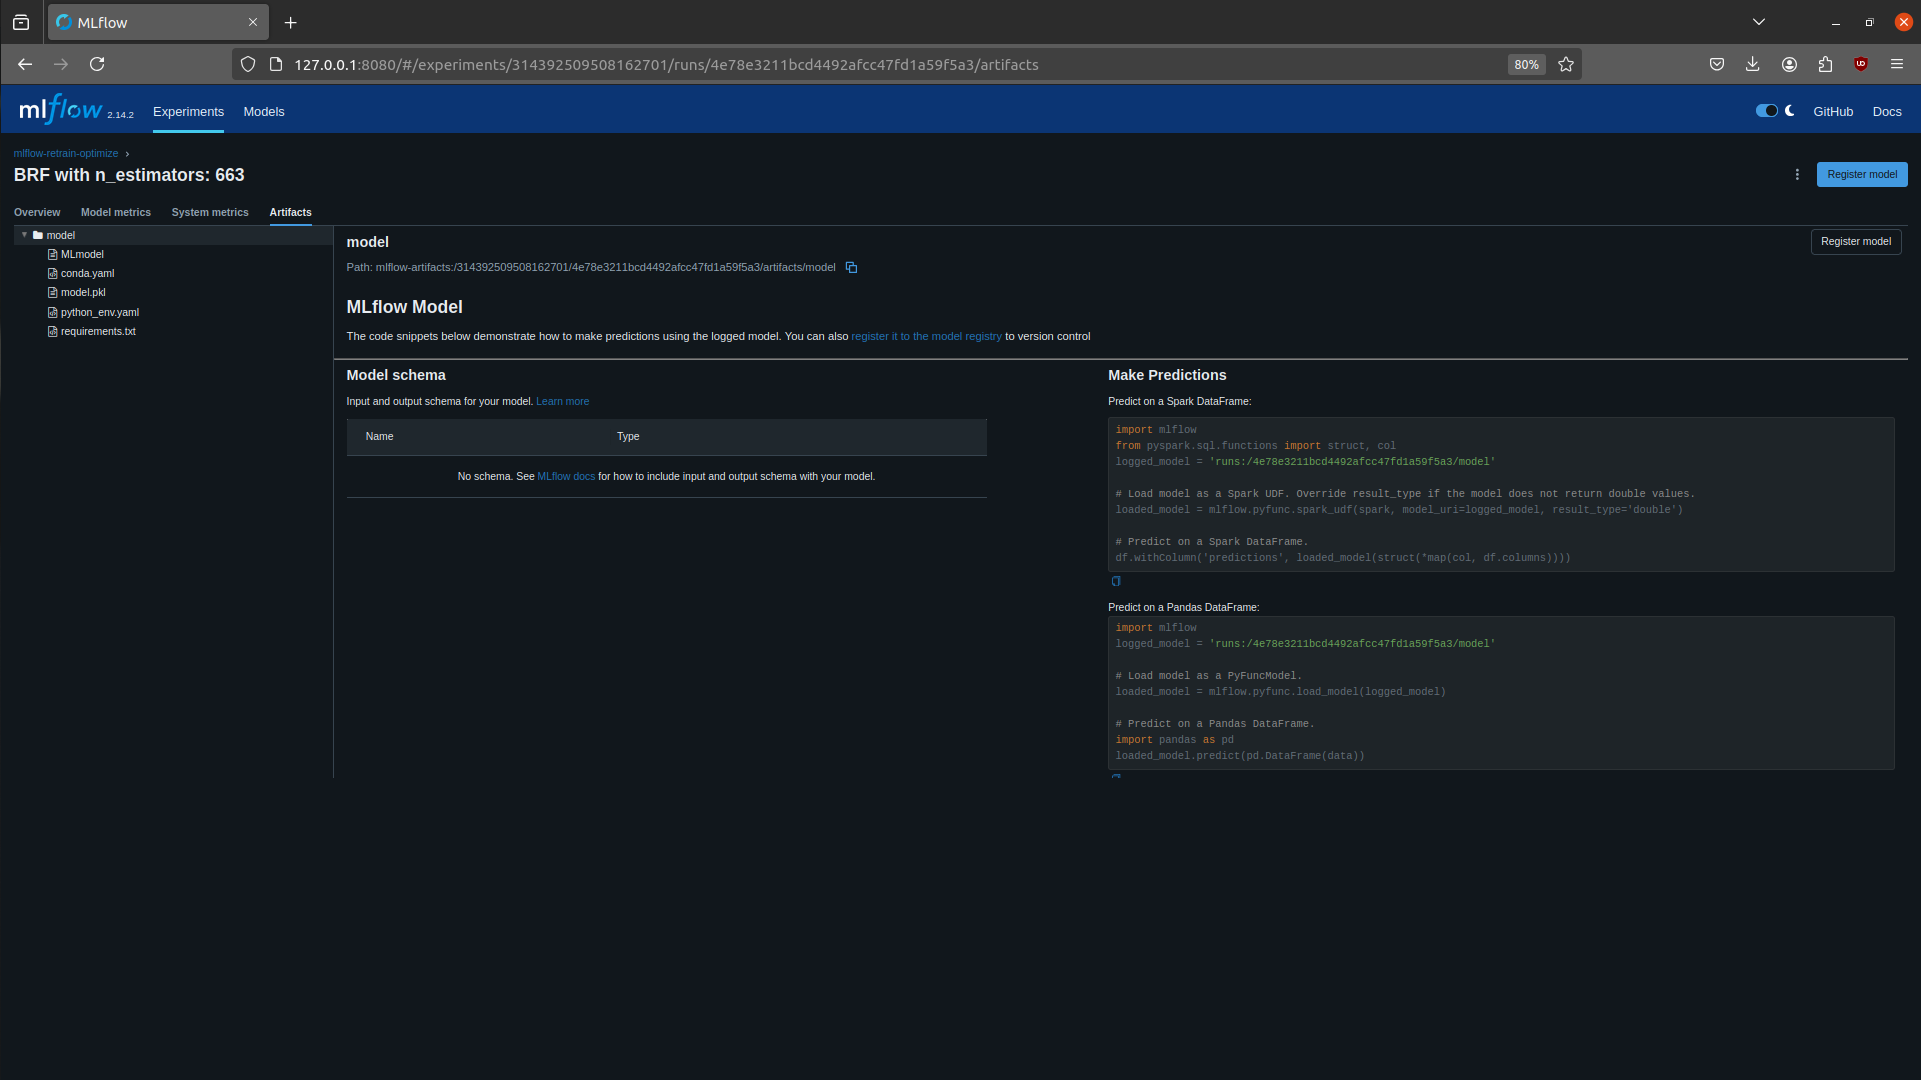 MLflow
127.0.0.1:8080/#/experiments/314392509508162701/runs/4e78e3211bcd4492afcc47fd1a59f5a3/artifacts
80%
mlflow 2.14.2 Experiments Models GitHub Docs
mlflow-retrain-optimize ›
BRF with n_estimators: 663
Register model
Overview Model metrics System metrics Artifacts
model
MLmodel
conda.yaml
model.pkl
python_env.yaml
requirements.txt
model
Register model
Path: mlflow-artifacts:/314392509508162701/4e78e3211bcd4492afcc47fd1a59f5a3/artifacts/model
MLflow Model
The code snippets below demonstrate how to make predictions using the logged model. You can also register it to the model registry to version control
Model schema
Input and output schema for your model. Learn more
Name Type
No schema. See MLflow docs for how to include input and output schema with your model.
Make Predictions
Predict on a Spark DataFrame:
import mlflow
from pyspark.sql.functions import struct, col
logged_model = 'runs:/4e78e3211bcd4492afcc47fd1a59f5a3/model'
# Load model as a Spark UDF. Override result_type if the model does not return double values.
loaded_model = mlflow.pyfunc.spark_udf(spark, model_uri=logged_model, result_type='double')
# Predict on a Spark DataFrame.
df.withColumn('predictions', loaded_model(struct(*map(col, df.columns))))
Predict on a Pandas DataFrame:
import mlflow
logged_model = 'runs:/4e78e3211bcd4492afcc47fd1a59f5a3/model'
# Load model as a PyFuncModel.
loaded_model = mlflow.pyfunc.load_model(logged_model)
# Predict on a Pandas DataFrame.
import pandas as pd
loaded_model.predict(pd.DataFrame(data))